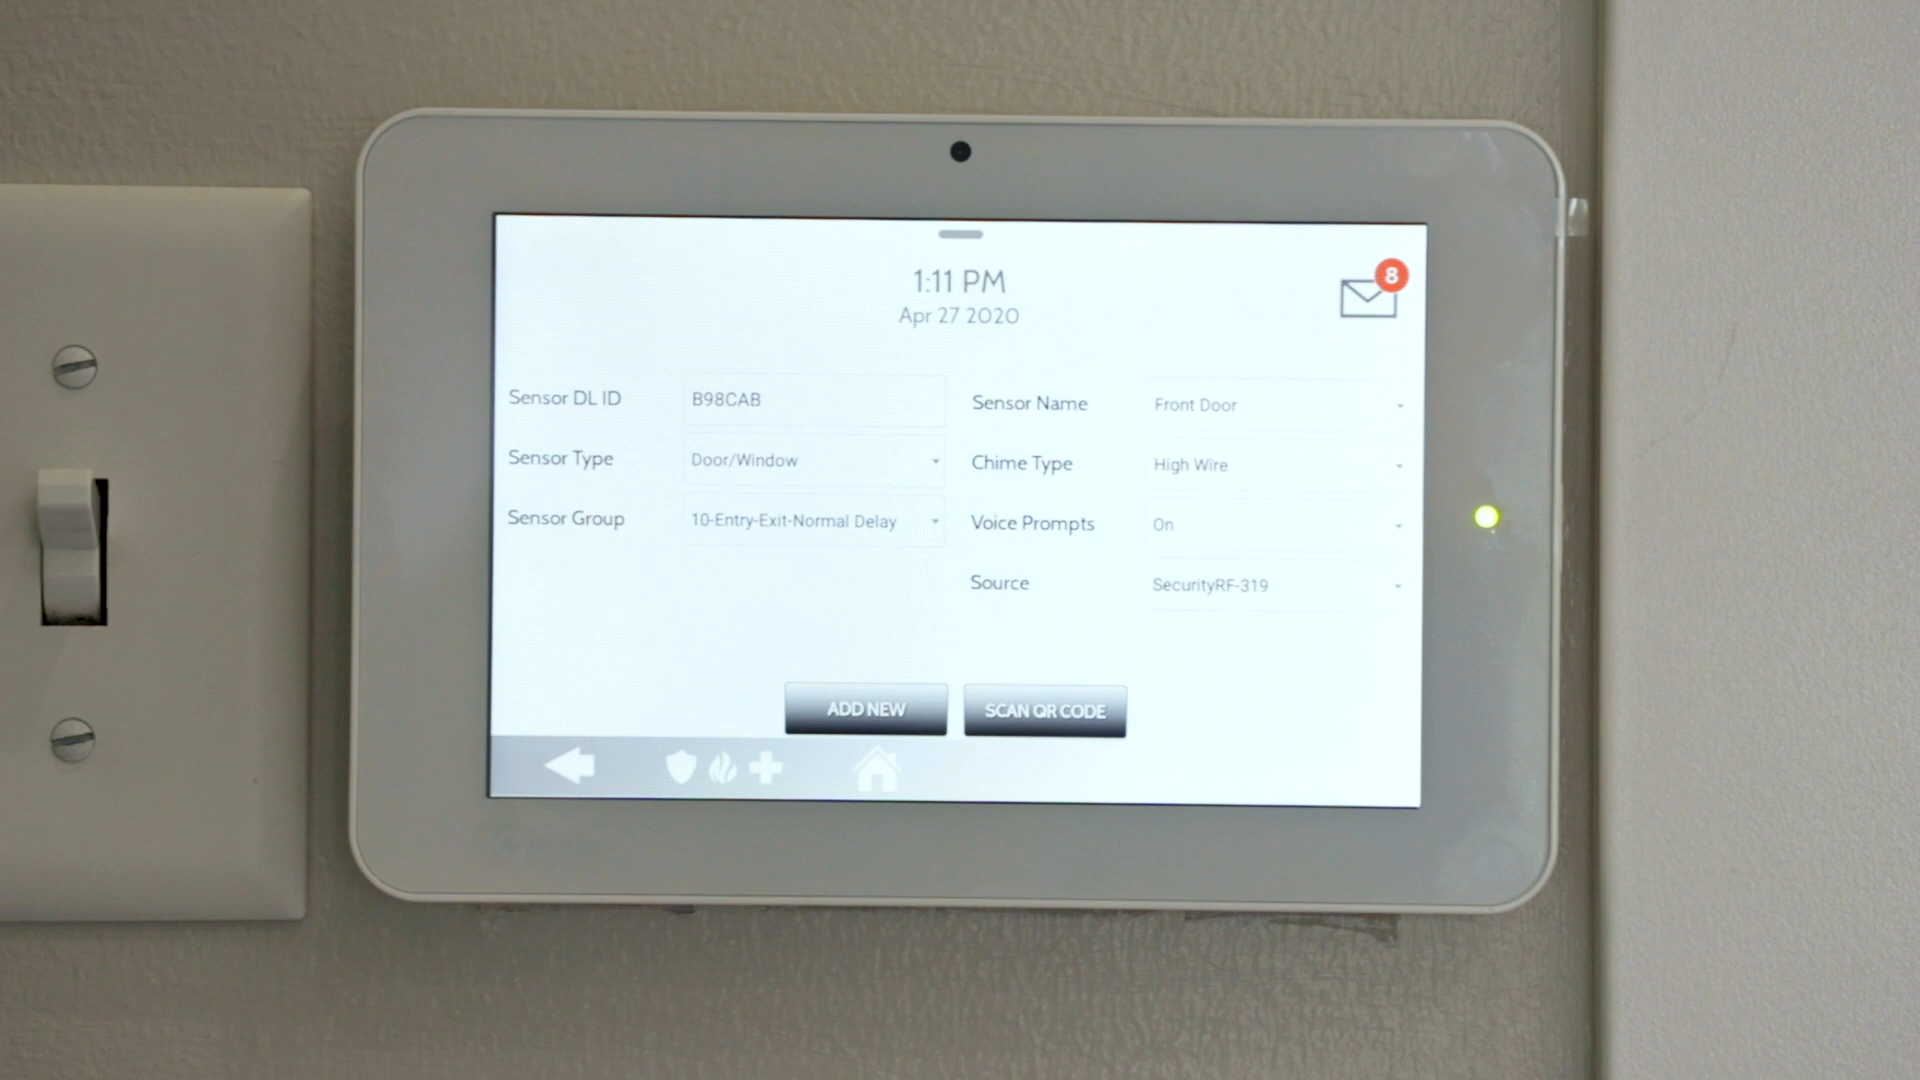 1:11 PM
8
Apr 27 2020
Sensor DL ID
B98CAB
Sensor Name
Front Door
Sensor Type
Door/Window
Chime Type
High Wire
Sensor Group
10-Entry-Exit-Normal Delay
Voice Prompts
On
Source
SecurityRF-319
ADD NEW
SCAN QR CODE